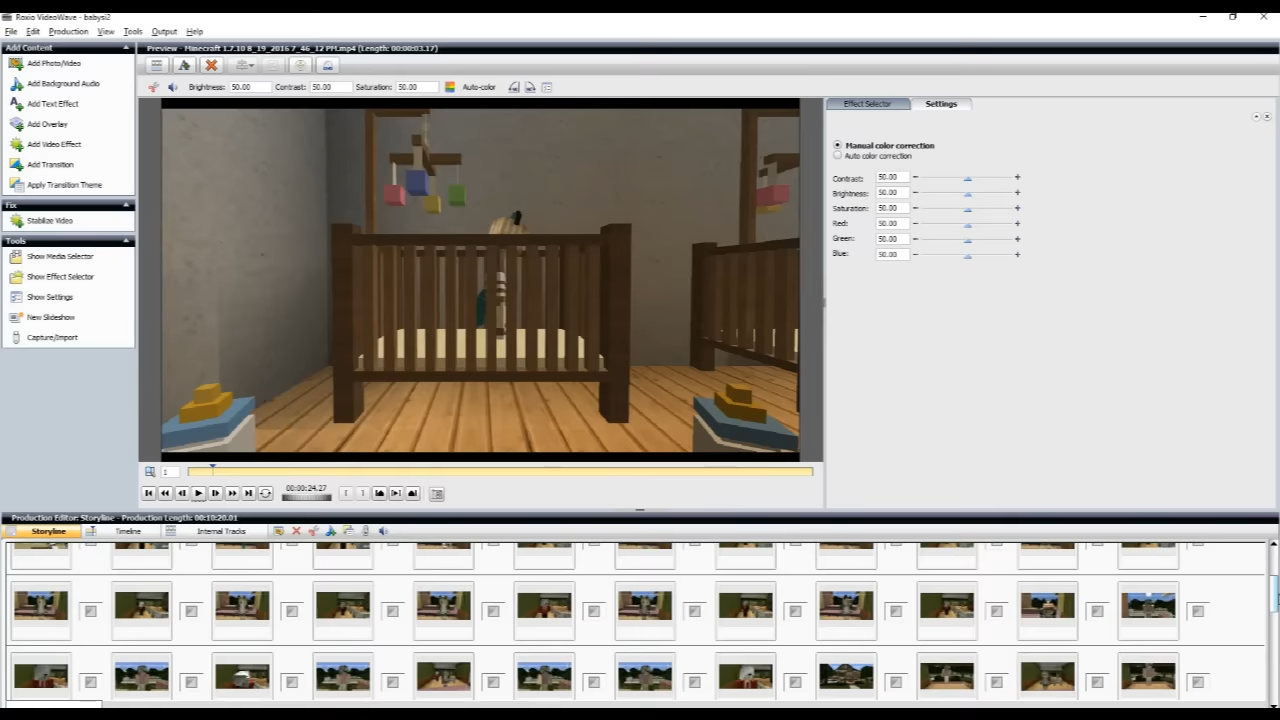 Roxio VideoWave - babysi2
File Edit Production View Tools Output Help
Add Content
Add Photo/Video
Add Background Audio
Add Text Effect
Add Overlay
Add Video Effect
Add Transition
Apply Transition Theme
Fix
Stabilize Video
Tools
Show Media Selector
Show Effect Selector
Show Settings
New Slideshow
Capture/Import
Preview - Minecraft 1.7.10 8_19_2016 7_46_12 PM.mp4 (Length: 00:00:03.17)
Brightness: 50.00 Contrast: 50.00 Saturation: 50.00 Auto-color
1
00:00:24.27
Effect Selector Settings
Manual color correction
Auto color correction
Contrast: 50.00
Brightness: 50.00
Saturation: 50.00
Red: 50.00
Green: 50.00
Blue: 50.00
Production Editor: Storyline - Production Length: 00:10:20.01
Storyline Timeline Internal Tracks